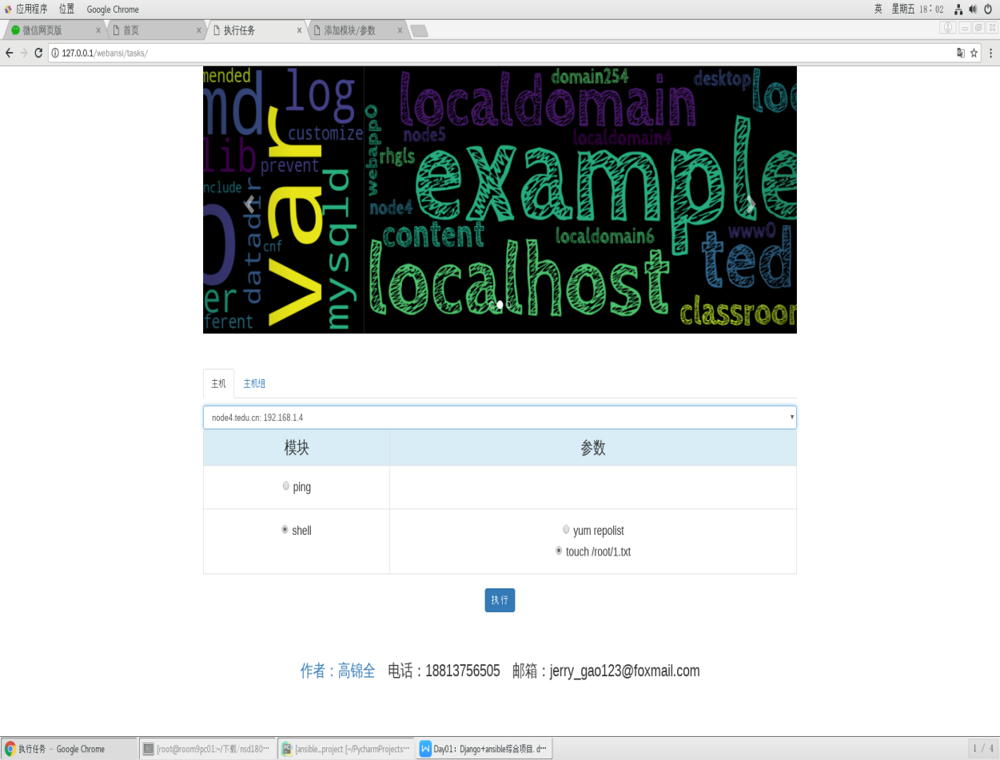 应用程序 位置 Google Chrome 英 星期五 18：02
微信网页版 首页 执行任务 添加模块/参数
127.0.0.1/webansi/tasks/
mended
log
var
customize
lib
prevent
nclude
datadir
cnf
mysqld
er
ferent
domain254
desktop
localdomain
node5
localdomain4
webapp0
rhgls
example
node4
content
localdomain6
www0
localhost
ted
classroom
主机 主机组
node4.tedu.cn: 192.168.1.4
模块 参数
ping
shell yum repolist
touch /root/1.txt
执行
作者：高锦全 电话：18813756505 邮箱：jerry_gao123@foxmail.com
执行任务 - Google Chrome [root@room9pc01:~/下载/nsd180… [ansible_project [~/PycharmProjects… Day01：Django+ansible综合项目.d…
1 / 4